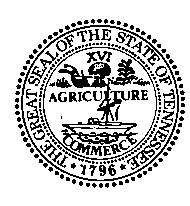 THE GREAT SEAL OF THE STATE OF TENNESSEE
XVI
AGRICULTURE
COMMERCE
1796